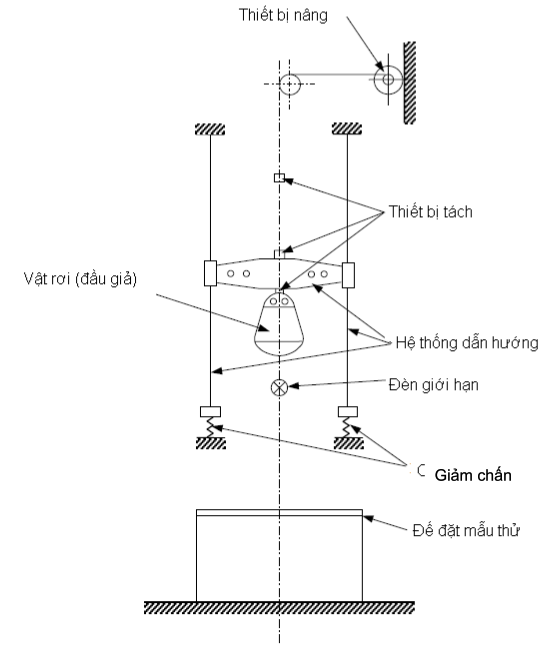 Thiết bị nâng
Thiết bị tách
Vật rơi (đầu giả)
Hệ thống dẫn hướng
Đèn giới hạn
Giảm chấn
Đế đặt mẫu thử